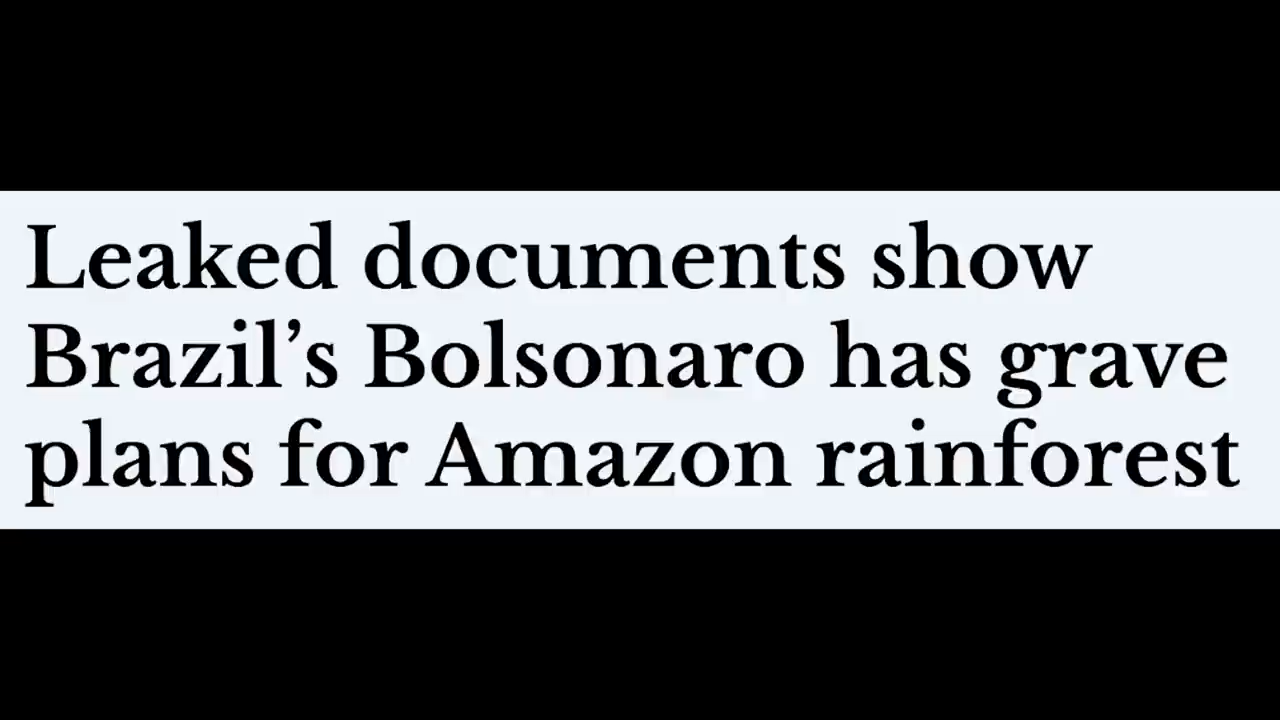 Leaked documents show
Brazil’s Bolsonaro has grave
plans for Amazon rainforest